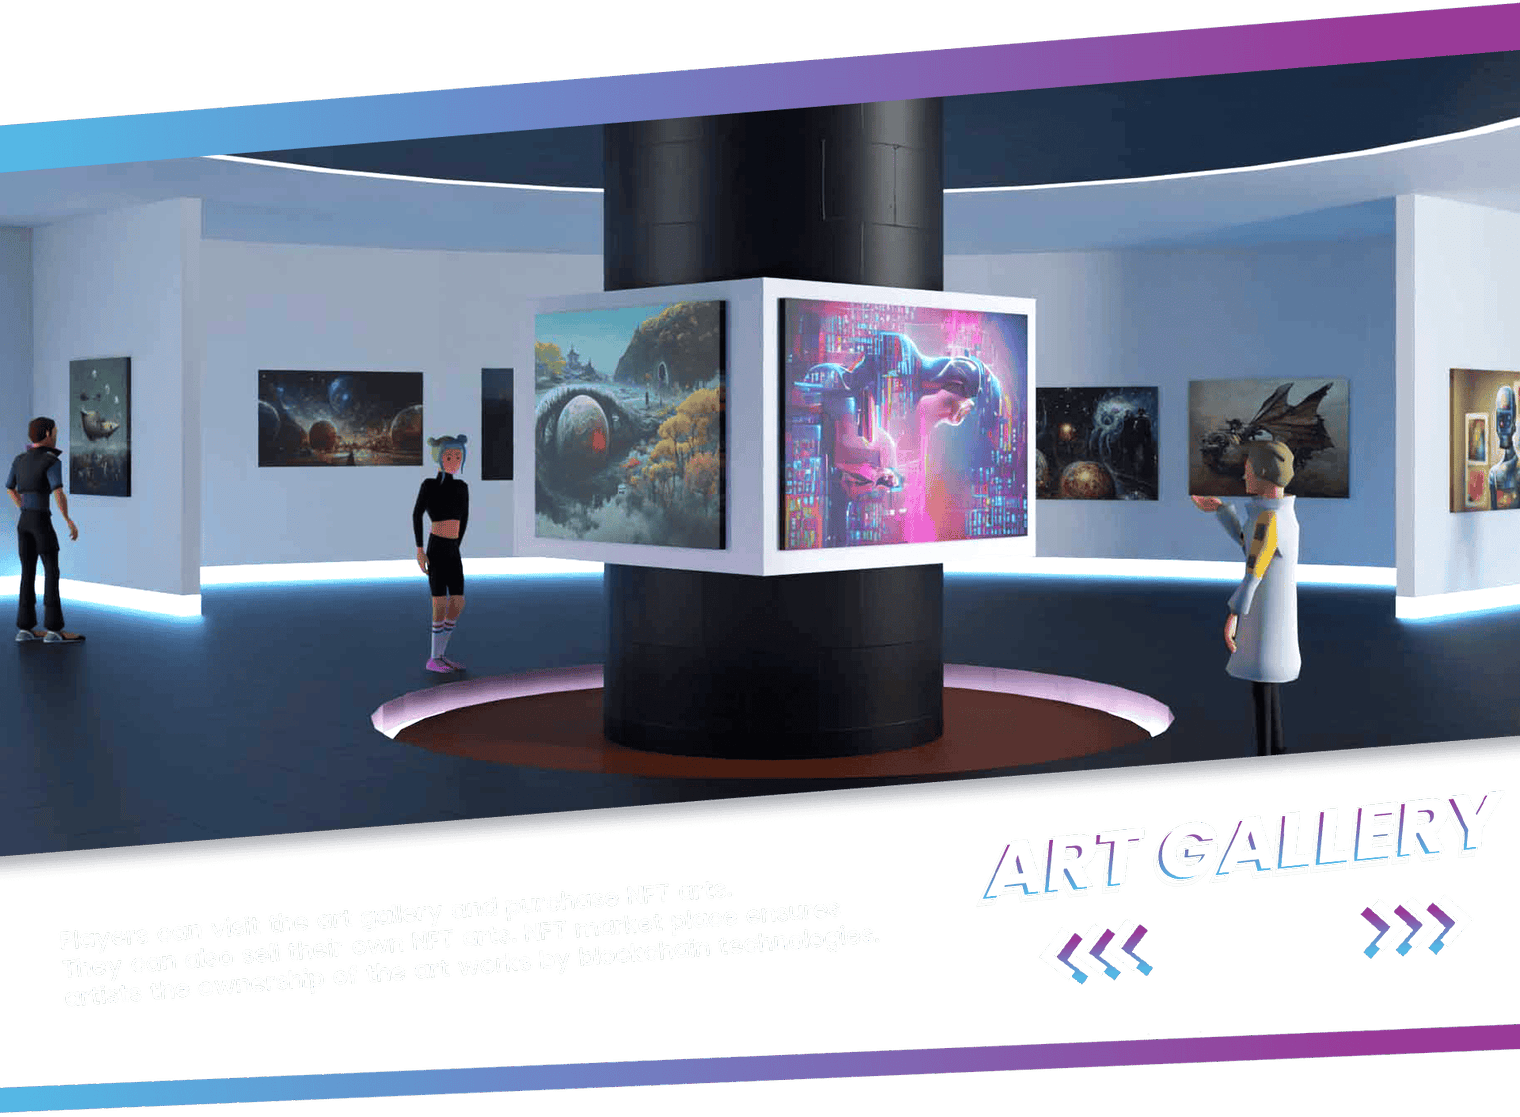 ART GALLERY
Players can visit the art gallery and purchase NFT arts.
They can also sell their own NFT arts. NFT market place ensures
artists the ownership of the art works by blockchain technologies.